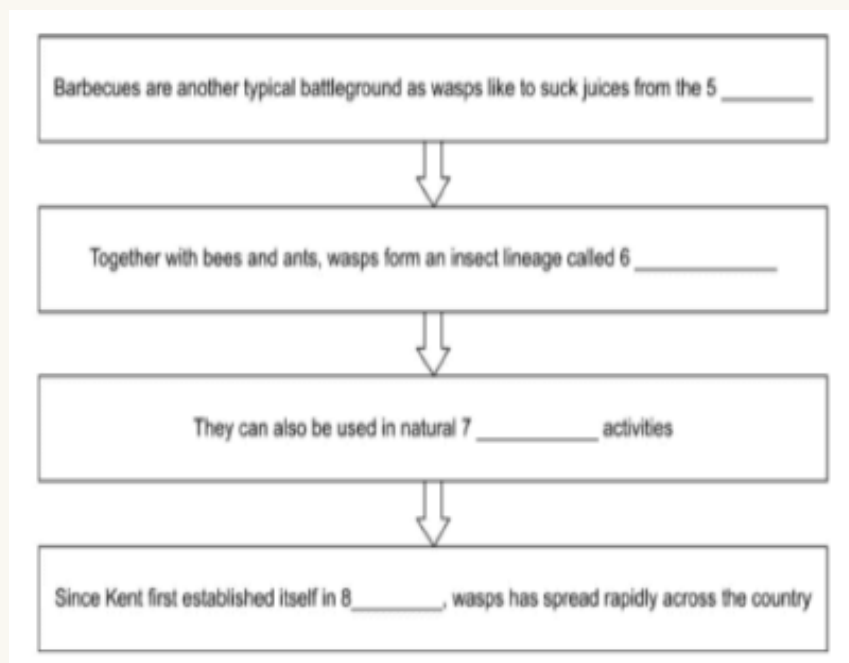 Barbecues are another typical battleground as wasps like to suck juices from the 5 _________
Together with bees and ants, wasps form an insect lineage called 6 ______________
They can also be used in natural 7 ____________ activities
Since Kent first established itself in 8_________, wasps has spread rapidly across the country